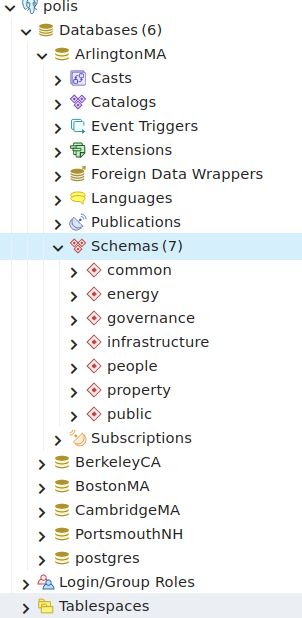 polis
Databases (6)
ArlingtonMA
Casts
Catalogs
Event Triggers
Extensions
Foreign Data Wrappers
Languages
Publications
Schemas (7)
common
energy
governance
infrastructure
people
property
public
Subscriptions
BerkeleyCA
BostonMA
CambridgeMA
PortsmouthNH
postgres
Login/Group Roles
Tablespaces